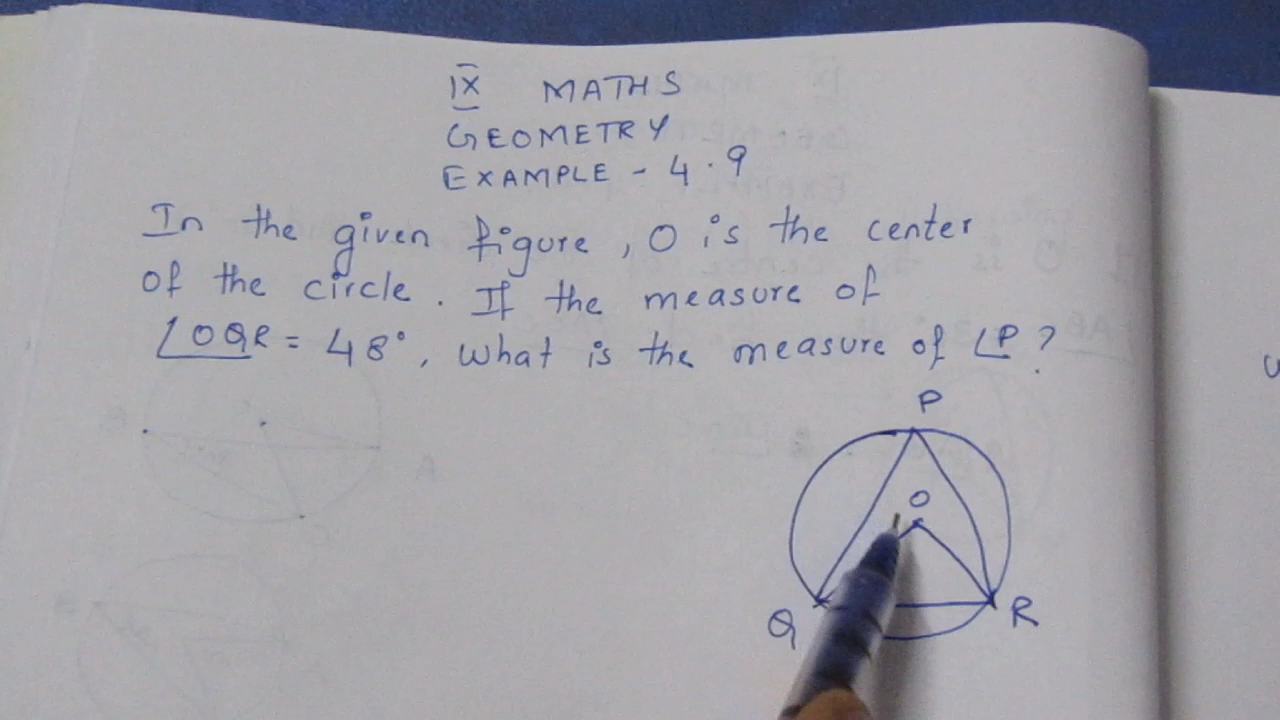 IX MATHS
GEOMETRY
EXAMPLE - 4.9
In the given figure, O is the center
of the circle. If the measure of
∠OQR = 48°, what is the measure of ∠P?
P
O
Q
R